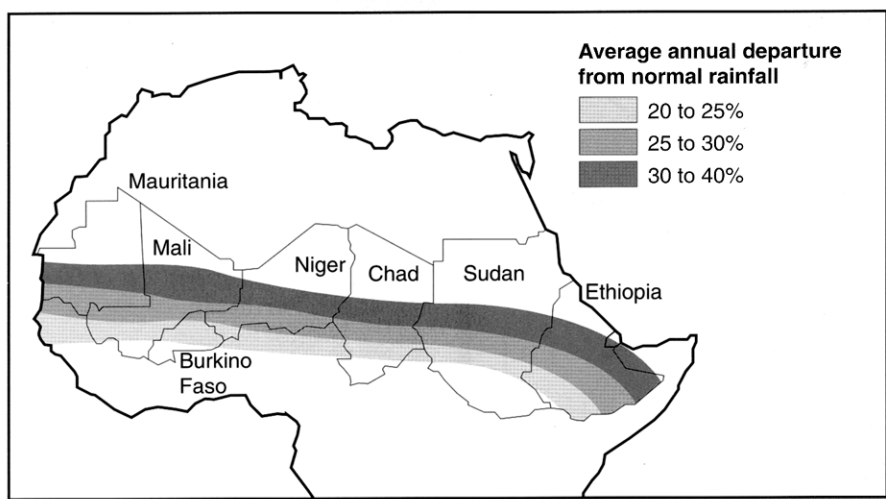 Average annual departure
from normal rainfall
20 to 25%
25 to 30%
30 to 40%
Mauritania
Mali
Niger
Chad
Sudan
Ethiopia
Burkino
Faso